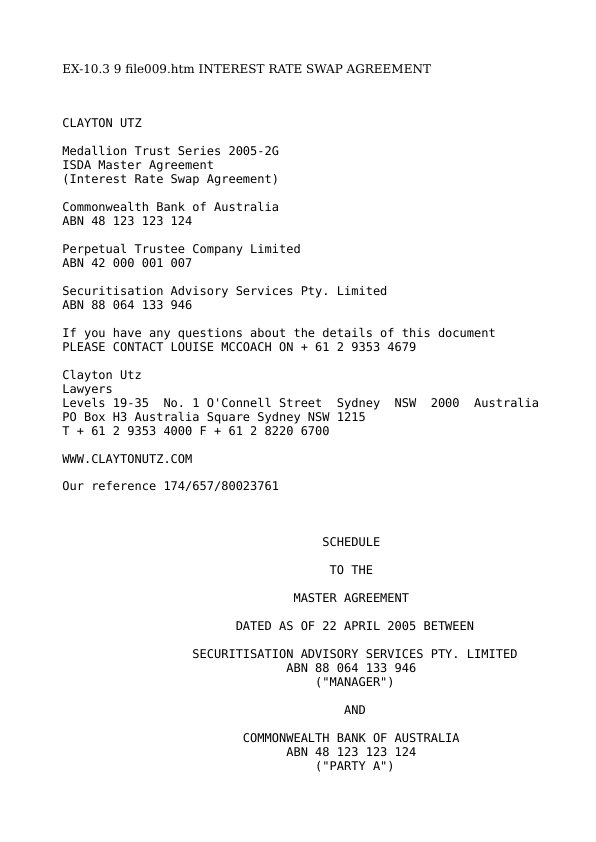 EX-10.3 9 file009.htm INTEREST RATE SWAP AGREEMENT
CLAYTON UTZ
Medallion Trust Series 2005-2G
ISDA Master Agreement
(Interest Rate Swap Agreement)
Commonwealth Bank of Australia
ABN 48 123 123 124
Perpetual Trustee Company Limited
ABN 42 000 001 007
Securitisation Advisory Services Pty. Limited
ABN 88 064 133 946
If you have any questions about the details of this document
PLEASE CONTACT LOUISE MCCOACH ON + 61 2 9353 4679
Clayton Utz
Lawyers
Levels 19-35  No. 1 O'Connell Street  Sydney  NSW  2000  Australia
PO Box H3 Australia Square Sydney NSW 1215
T + 61 2 9353 4000 F + 61 2 8220 6700
WWW.CLAYTONUTZ.COM
Our reference 174/657/80023761
SCHEDULE
TO THE
MASTER AGREEMENT
DATED AS OF 22 APRIL 2005 BETWEEN
SECURITISATION ADVISORY SERVICES PTY. LIMITED
ABN 88 064 133 946
("MANAGER")
AND
COMMONWEALTH BANK OF AUSTRALIA
ABN 48 123 123 124
("PARTY A")